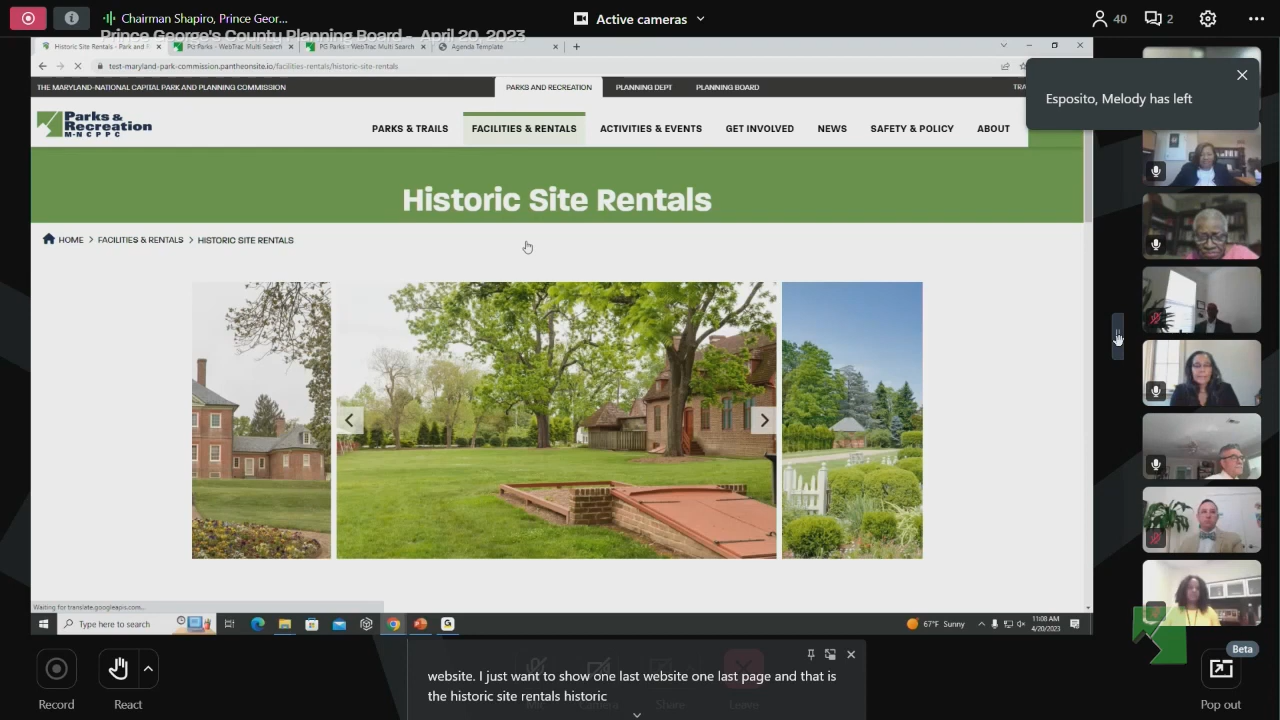 Chairman Shapiro, Prince Geor...
Active cameras
40
2
Prince George's County Planning Board - April 20, 2023
Historic Site Rentals - Park and R
PG Parks - WebTrac Multi Search
PG Parks - WebTrac Multi Search
Agenda Template
test-maryland-park-commission.pantheonsite.io/facilities-rentals/historic-site-rentals
THE MARYLAND-NATIONAL CAPITAL PARK AND PLANNING COMMISSION
PARKS AND RECREATION
PLANNING DEPT
PLANNING BOARD
TRA
Esposito, Melody has left
Parks &
Recreation
M-NCPPC
PARKS & TRAILS
FACILITIES & RENTALS
ACTIVITIES & EVENTS
GET INVOLVED
NEWS
SAFETY & POLICY
ABOUT
Historic Site Rentals
HOME > FACILITIES & RENTALS > HISTORIC SITE RENTALS
Waiting for translate.googleapis.com...
Type here to search
67°F Sunny
11:08 AM
4/20/2023
website. I just want to show one last website one last page and that is
the historic site rentals historic
Record
React
Mic
Camera
Share
Leave
Beta
Pop out